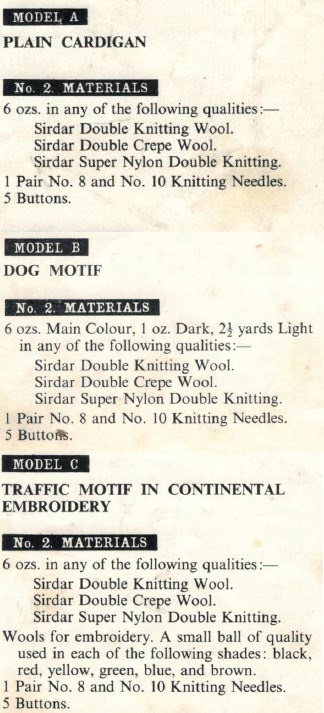 MODEL A
PLAIN CARDIGAN
No. 2. MATERIALS
6 ozs. in any of the following qualities:—
Sirdar Double Knitting Wool.
Sirdar Double Crepe Wool.
Sirdar Super Nylon Double Knitting.
1 Pair No. 8 and No. 10 Knitting Needles.
5 Buttons.
MODEL B
DOG MOTIF
No. 2. MATERIALS
6 ozs. Main Colour, 1 oz. Dark, 2½ yards Light
in any of the following qualities:—
Sirdar Double Knitting Wool.
Sirdar Double Crepe Wool.
Sirdar Super Nylon Double Knitting.
1 Pair No. 8 and No. 10 Knitting Needles.
5 Buttons.
MODEL C
TRAFFIC MOTIF IN CONTINENTAL
EMBROIDERY
No. 2. MATERIALS
6 ozs. in any of the following qualities:—
Sirdar Double Knitting Wool.
Sirdar Double Crepe Wool.
Sirdar Super Nylon Double Knitting.
Wools for embroidery. A small ball of quality
used in each of the following shades: black,
red, yellow, green, blue, and brown.
1 Pair No. 8 and No. 10 Knitting Needles.
5 Buttons.